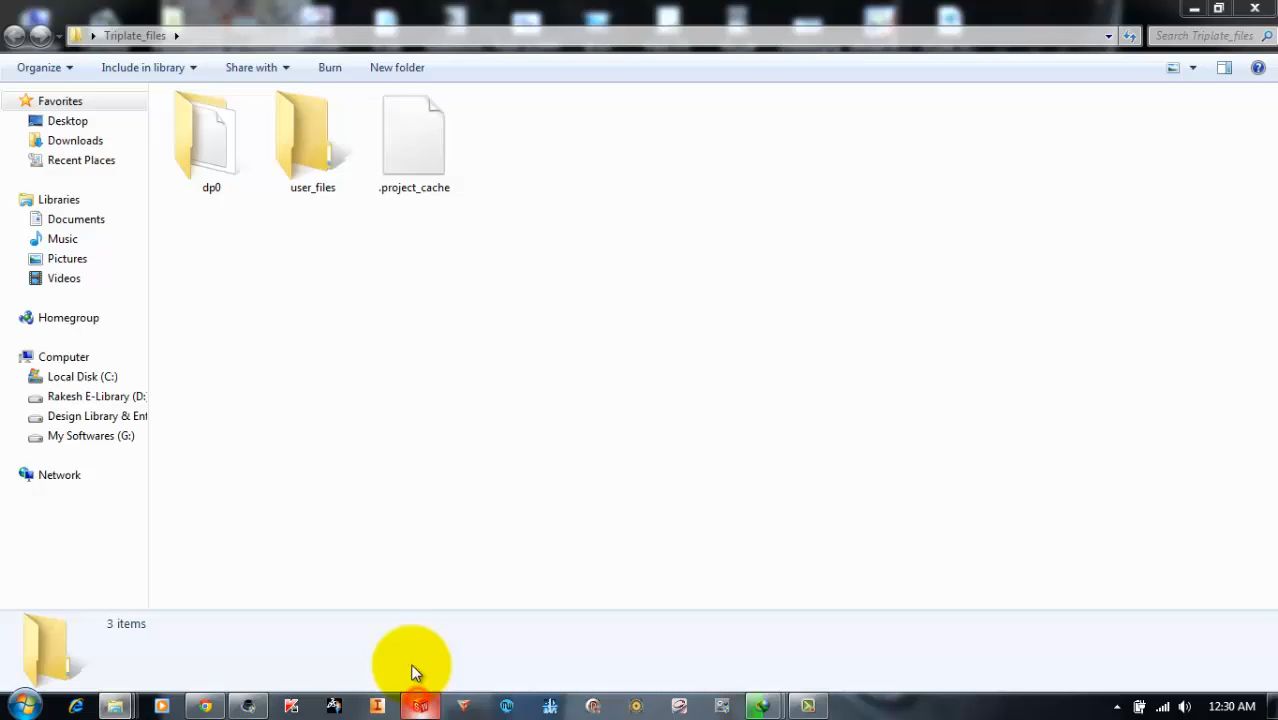 Triplate_files
Search Triplate_files
Organize
Include in library
Share with
Burn
New folder
Favorites
Desktop
Downloads
Recent Places
Libraries
Documents
Music
Pictures
Videos
Homegroup
Computer
Local Disk (C:)
Rakesh E-Library (D:
Design Library & Ent
My Softwares (G:)
Network
dp0
user_files
.project_cache
3 items
12:30 AM